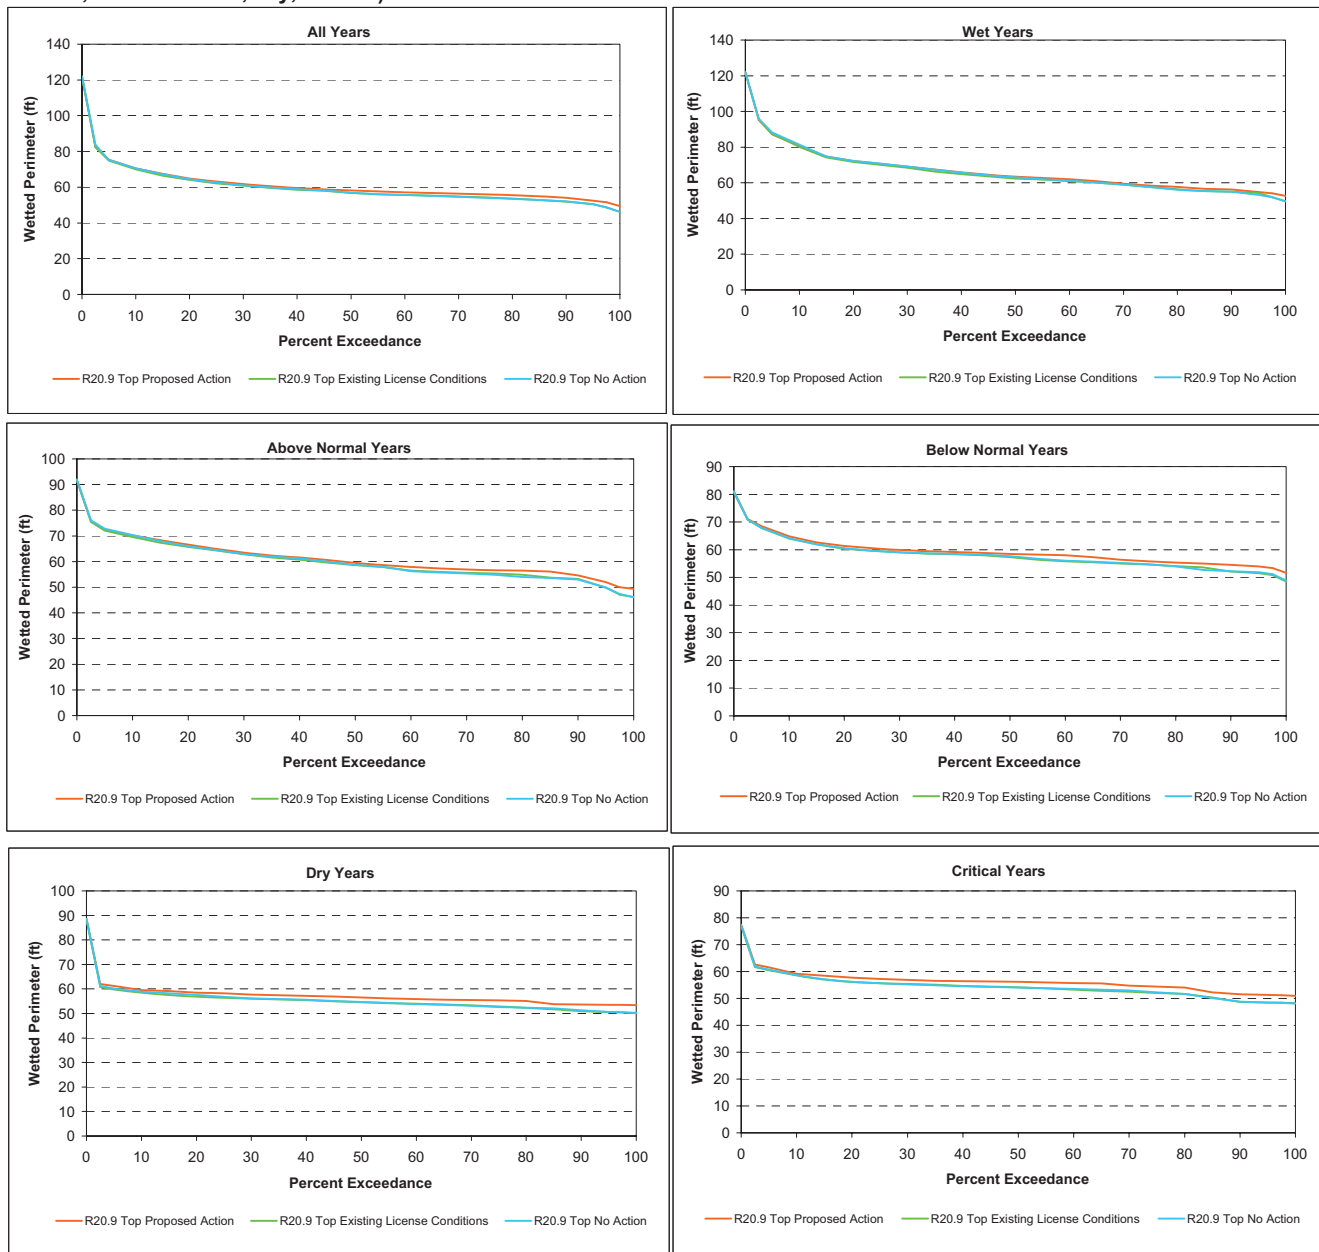 All Years
Wetted Perimeter (ft)
140
120
100
80
60
40
20
0
0 10 20 30 40 50 60 70 80 90 100
Percent Exceedance
R20.9 Top Proposed Action R20.9 Top Existing License Conditions R20.9 Top No Action
Wet Years
Wetted Perimeter (ft)
140
120
100
80
60
40
20
0
0 10 20 30 40 50 60 70 80 90 100
Percent Exceedance
R20.9 Top Proposed Action R20.9 Top Existing License Conditions R20.9 Top No Action
Above Normal Years
Wetted Perimeter (ft)
100
90
80
70
60
50
40
30
20
10
0
0 10 20 30 40 50 60 70 80 90 100
Percent Exceedance
R20.9 Top Proposed Action R20.9 Top Existing License Conditions R20.9 Top No Action
Below Normal Years
Wetted Perimeter (ft)
90
80
70
60
50
40
30
20
10
0
0 10 20 30 40 50 60 70 80 90 100
Percent Exceedance
R20.9 Top Proposed Action R20.9 Top Existing License Conditions R20.9 Top No Action
Dry Years
Wetted Perimeter (ft)
100
90
80
70
60
50
40
30
20
10
0
0 10 20 30 40 50 60 70 80 90 100
Percent Exceedance
R20.9 Top Proposed Action R20.9 Top Existing License Conditions R20.9 Top No Action
Critical Years
Wetted Perimeter (ft)
90
80
70
60
50
40
30
20
10
0
0 10 20 30 40 50 60 70 80 90 100
Percent Exceedance
R20.9 Top Proposed Action R20.9 Top Existing License Conditions R20.9 Top No Action